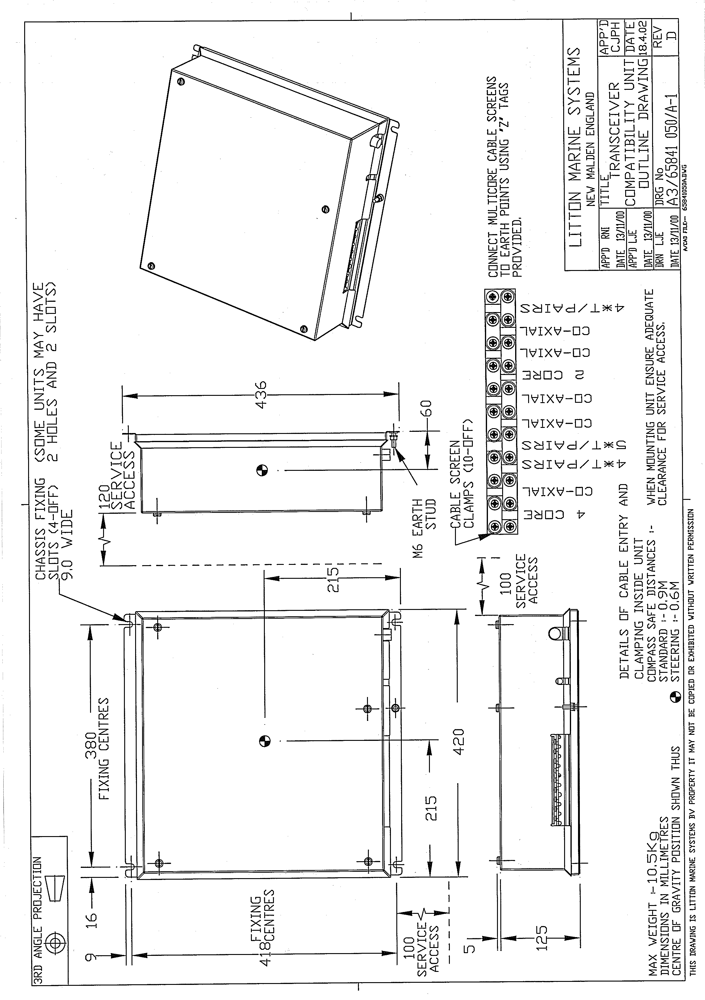 3RD ANGLE PROJECTION
CHASSIS FIXING (SOME UNITS MAY HAVE
SLOTS (4-OFF) 2 HOLES AND 2 SLOTS)
9.0 WIDE
9
16
380
FIXING CENTRES
120
SERVICE
ACCESS
436
60
215
418
FIXING
CENTRES
215
420
100
SERVICE
ACCESS
M6 EARTH
STUD
CABLE SCREEN
CLAMPS (10-OFF)
CONNECT MULTICORE CABLE SCREENS
TO EARTH POINTS USING 'Z' TAGS
PROVIDED.
4 CORE
CO-AXIAL
4*T/PAIRS
5*T/PAIRS
CO-AXIAL
CO-AXIAL
2 CORE
CO-AXIAL
CO-AXIAL
4*T/PAIRS
5
125
100
SERVICE
ACCESS
DETAILS OF CABLE ENTRY AND
CLAMPING INSIDE UNIT
COMPASS SAFE DISTANCES :-
STANDARD :-0.9M
STEERING :-0.6M
WHEN MOUNTING UNIT ENSURE ADEQUATE
CLEARANCE FOR SERVICE ACCESS.
MAX WEIGHT :-10.5Kg
DIMENSIONS IN MILLIMETRES
CENTRE OF GRAVITY POSITION SHOWN THUS
THIS DRAWING IS LITTON MARINE SYSTEMS BV PROPERTY IT MAY NOT BE COPIED OR EXHIBITED WITHOUT WRITTEN PERMISSION
LITTON MARINE SYSTEMS
NEW MALDEN ENGLAND
APP'D RNI
DATE 13/11/00
APP'D LJE
DATE 13/11/00
DRN LJE
DATE 13/11/00
TITLE
TRANSCEIVER
COMPATIBILITY UNIT
OUTLINE DRAWING
APP'D
CJPH
DATE
18.4.02
DRG No
A3/65841 050/A-1
REV
D
A/CAD FILE:- 65841050A.DWG